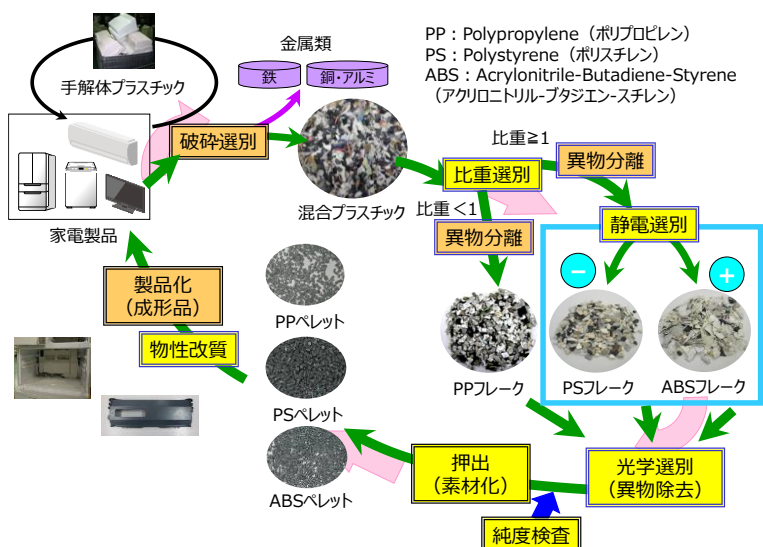 PP：Polypropylene（ポリプロピレン）
PS：Polystyrene（ポリスチレン）
ABS：Acrylonitrile-Butadiene-Styrene
（アクリロニトリル-ブタジエン-スチレン）
金属類
鉄
銅・アルミ
手解体プラスチック
破砕選別
混合プラスチック
家電製品
比重≧1
異物分離
比重選別
比重＜1
異物分離
静電選別
−
+
PPフレーク
PSフレーク
ABSフレーク
製品化
（成形品）
物性改質
PPペレット
PSペレット
ABSペレット
押出
（素材化）
光学選別
（異物除去）
純度検査